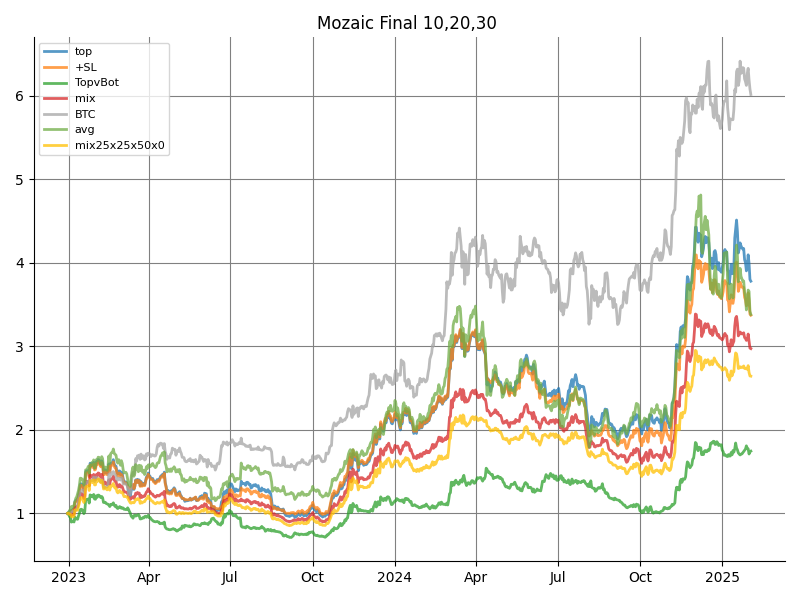 Mozaic Final 10,20,30
top
+SL
TopvBot
mix
BTC
avg
mix25x25x50x0
6
5
4
3
2
1
2023
Apr
Jul
Oct
2024
Apr
Jul
Oct
2025